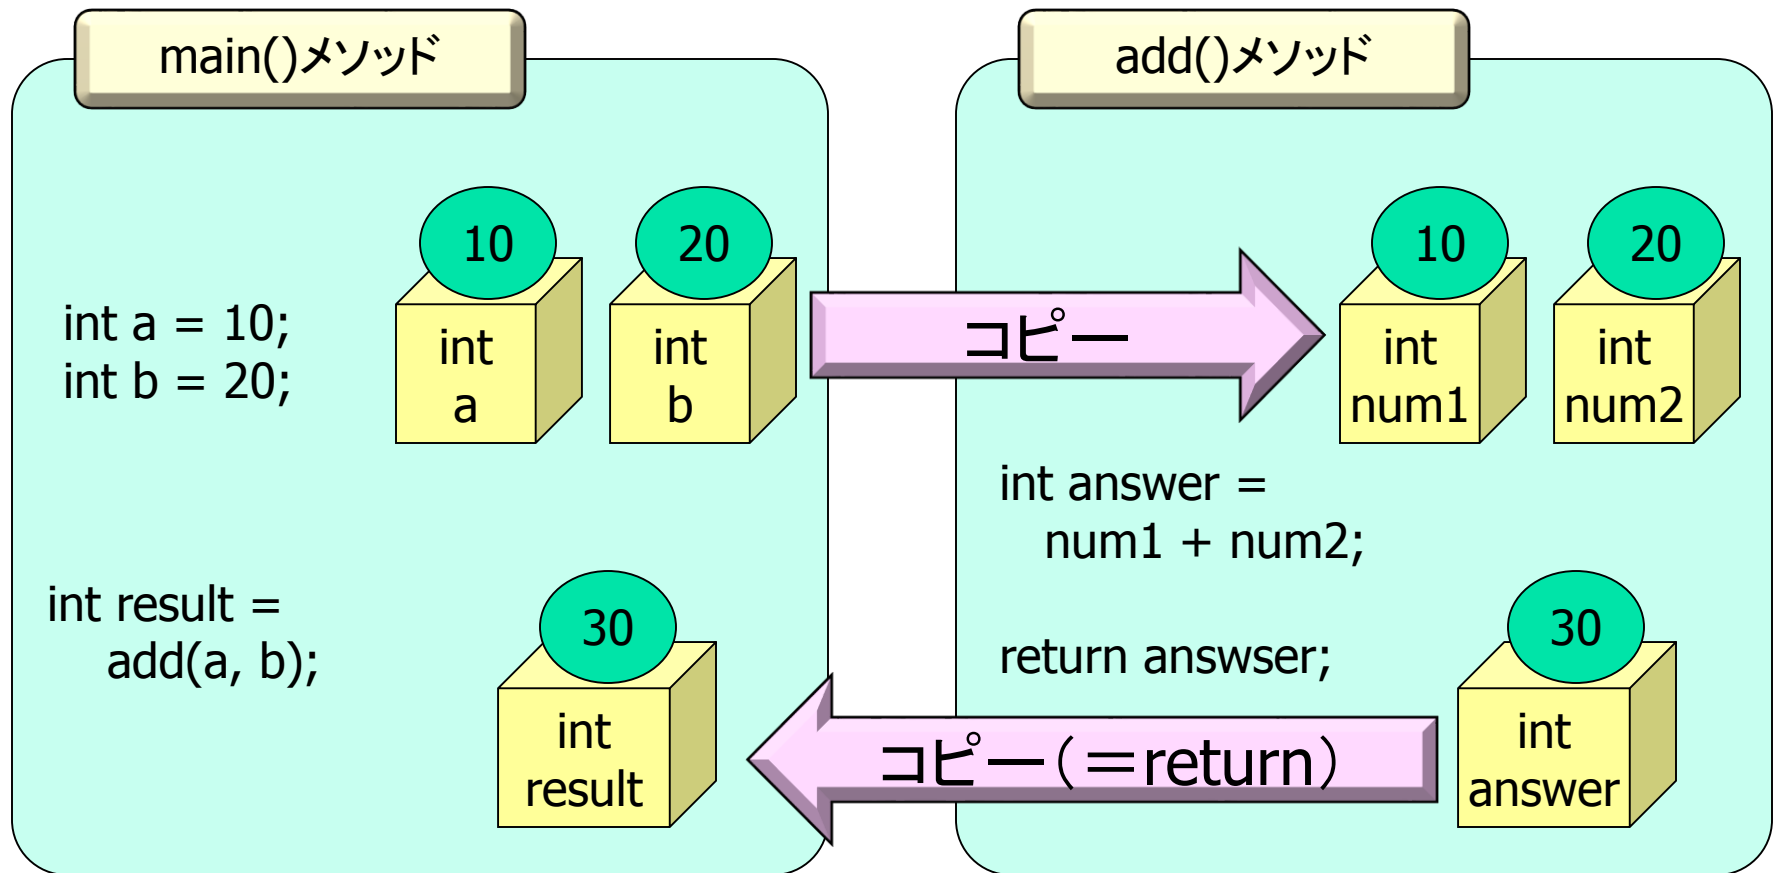 main()メソッド
int a = 10;
int b = 20;
10
int
a
20
int
b
コピー
int result =
add(a, b);
30
int
result
add()メソッド
10
int
num1
20
int
num2
int answer =
num1 + num2;
return answser;
30
int
answer
コピー（＝return）